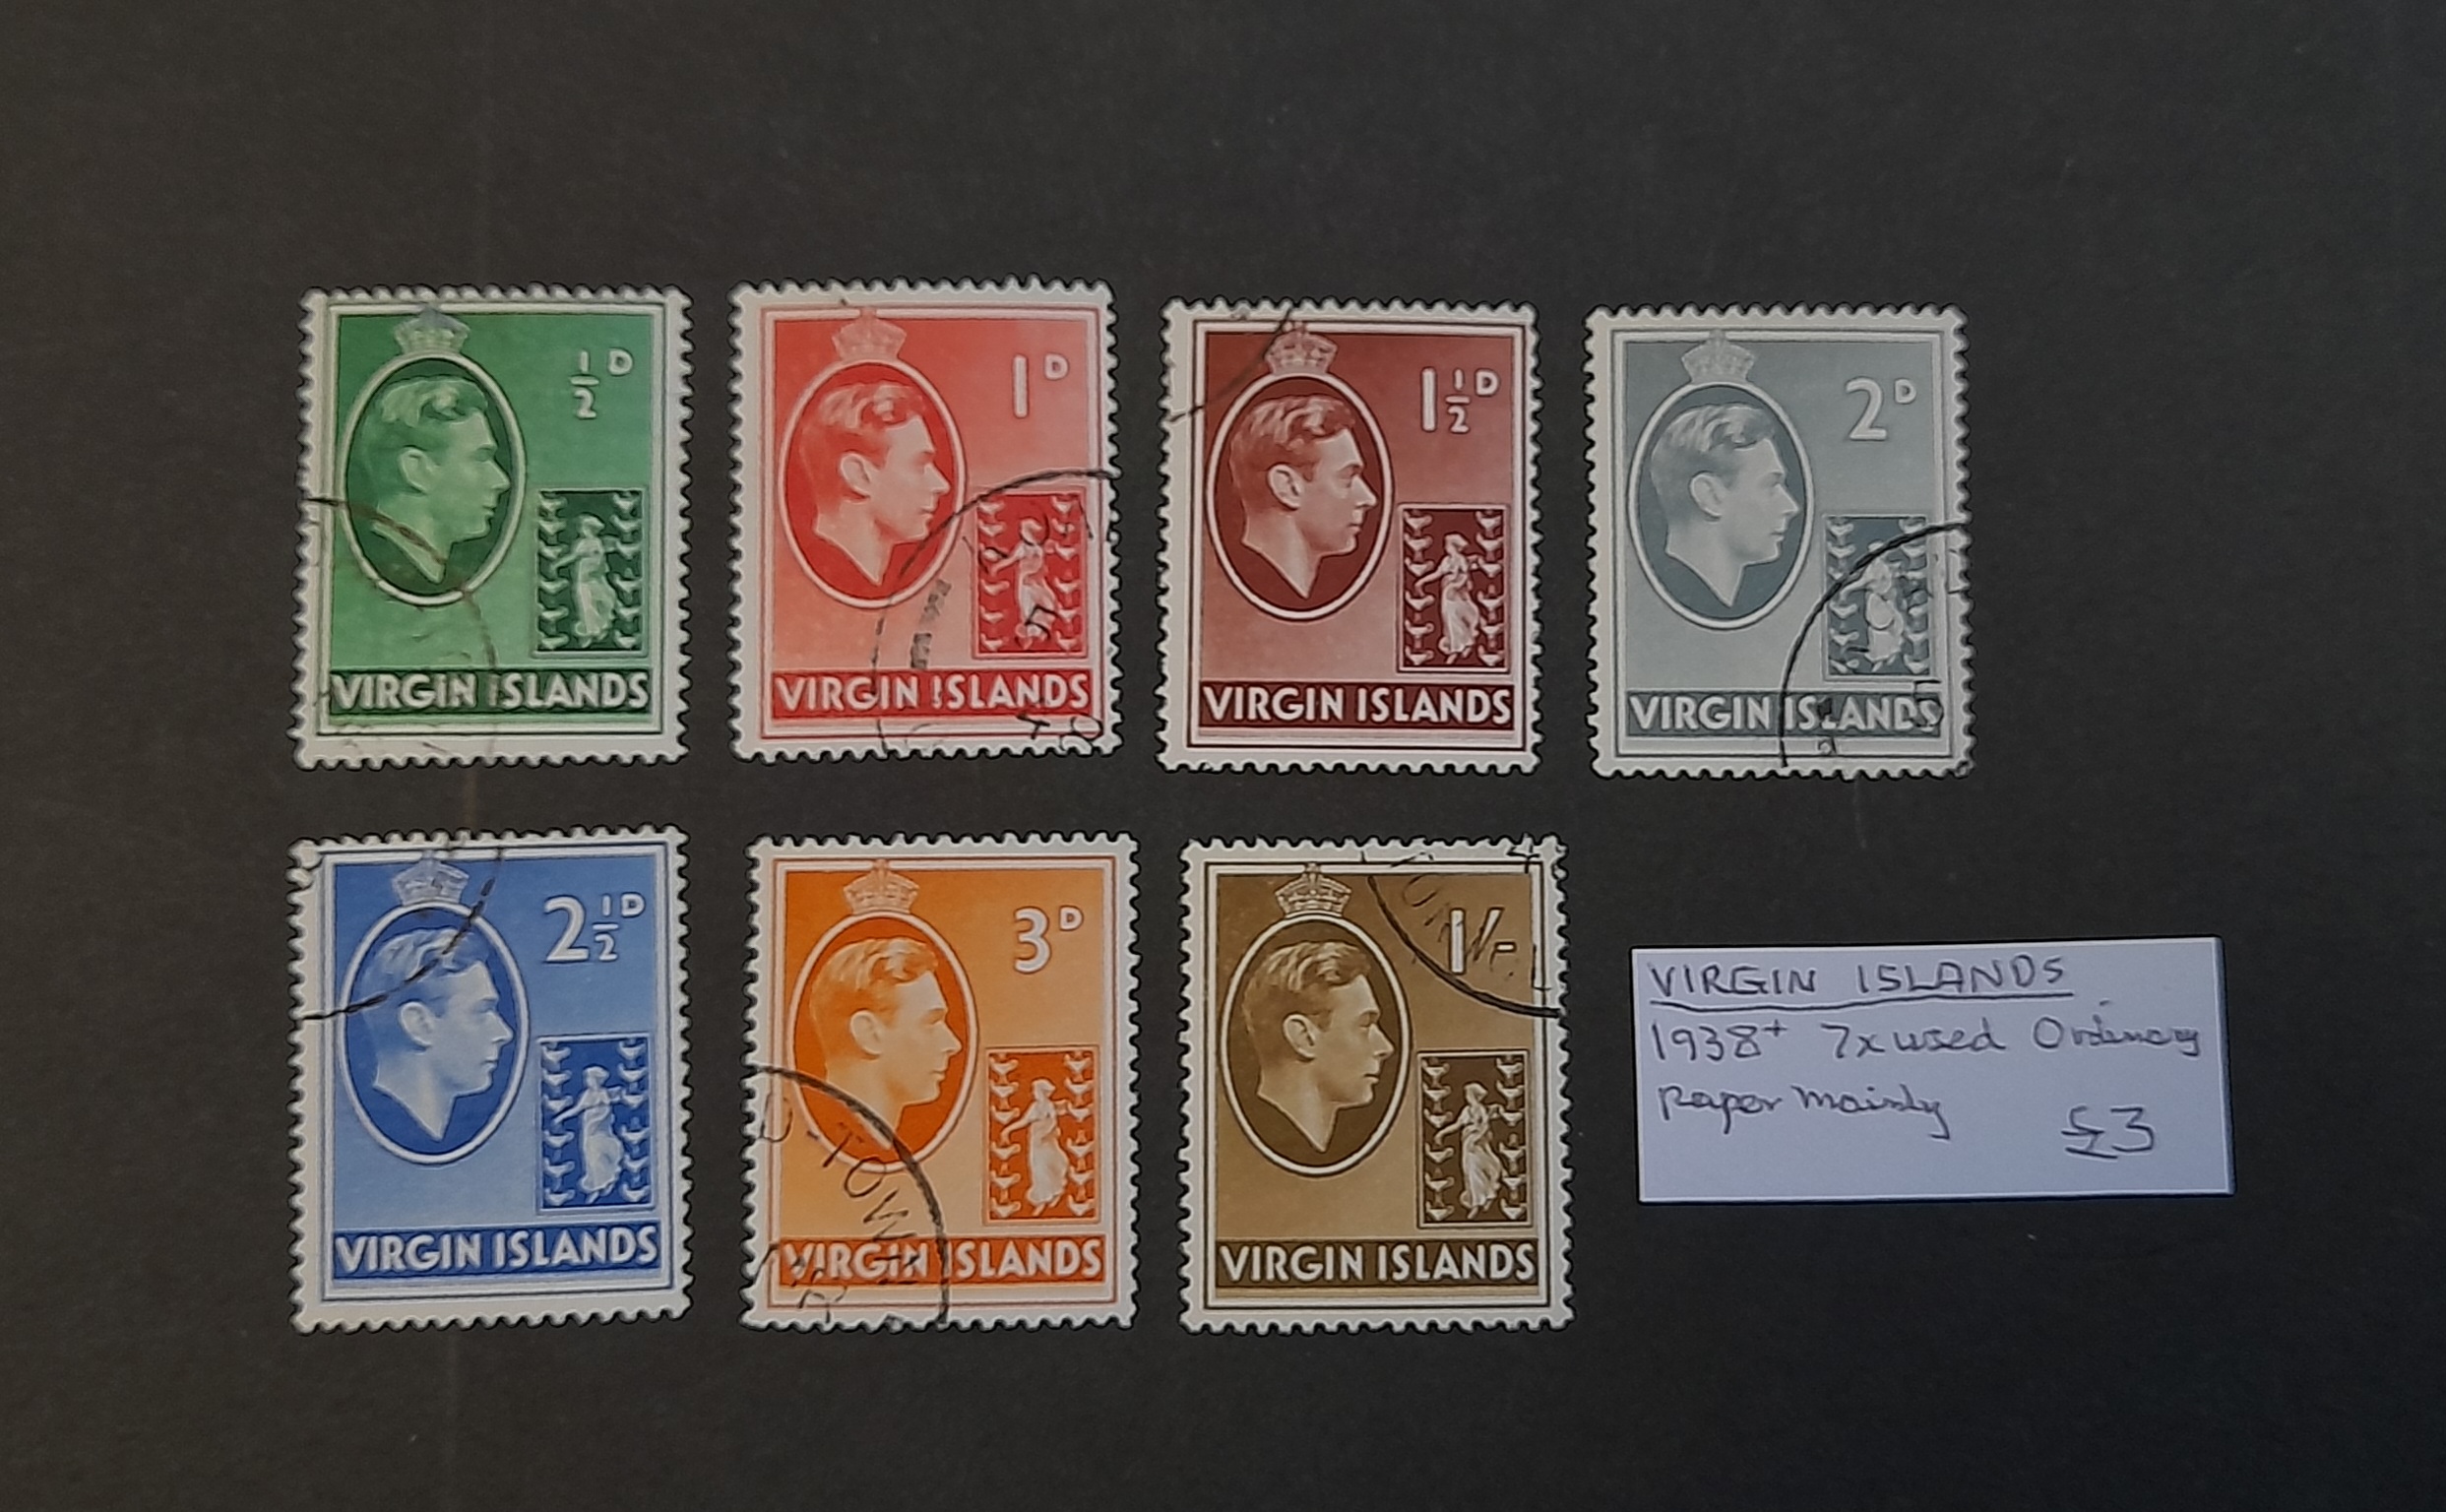 ½D
VIRGIN ISLANDS
1D
VIRGIN ISLANDS
1½D
VIRGIN ISLANDS
2D
VIRGIN ISLANDS
2½D
VIRGIN ISLANDS
3D
D-TOWN
VIRGIN ISLANDS
1/-
VIRGIN ISLANDS
VIRGIN ISLANDS
1938+ 7x used Ordinary
Paper Mainly
£3